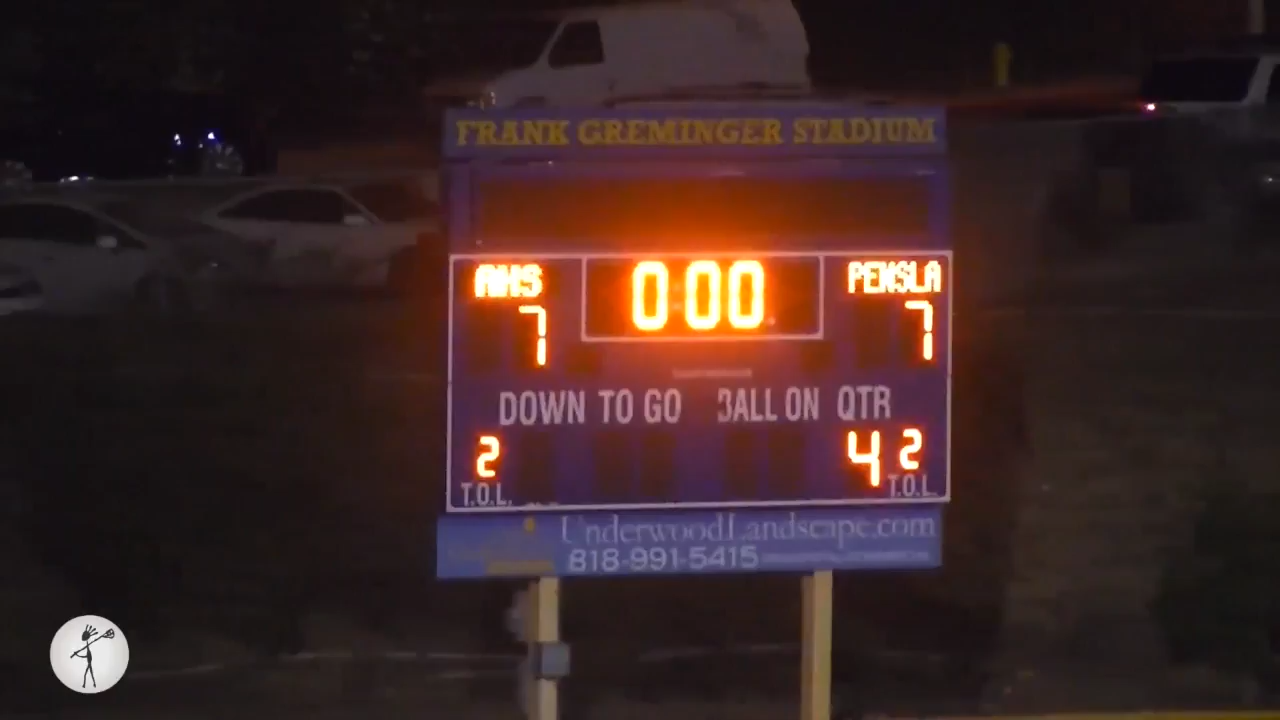 FRANK GREMINGER STADIUM
AHS 0:00 PENSLA
7 7
DOWN TO GO BALL ON QTR
2 4 2
T.O.L. T.O.L.
UnderwoodLandscape.com
818-991-5415